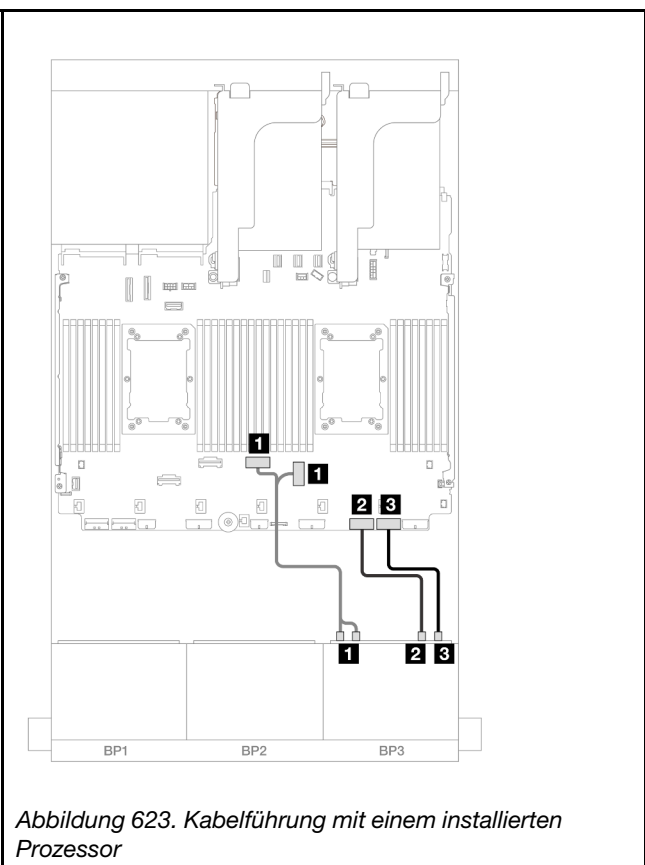 1
1
2 3
1 2 3
BP1 BP2 BP3
Abbildung 623. Kabelführung mit einem installierten
Prozessor